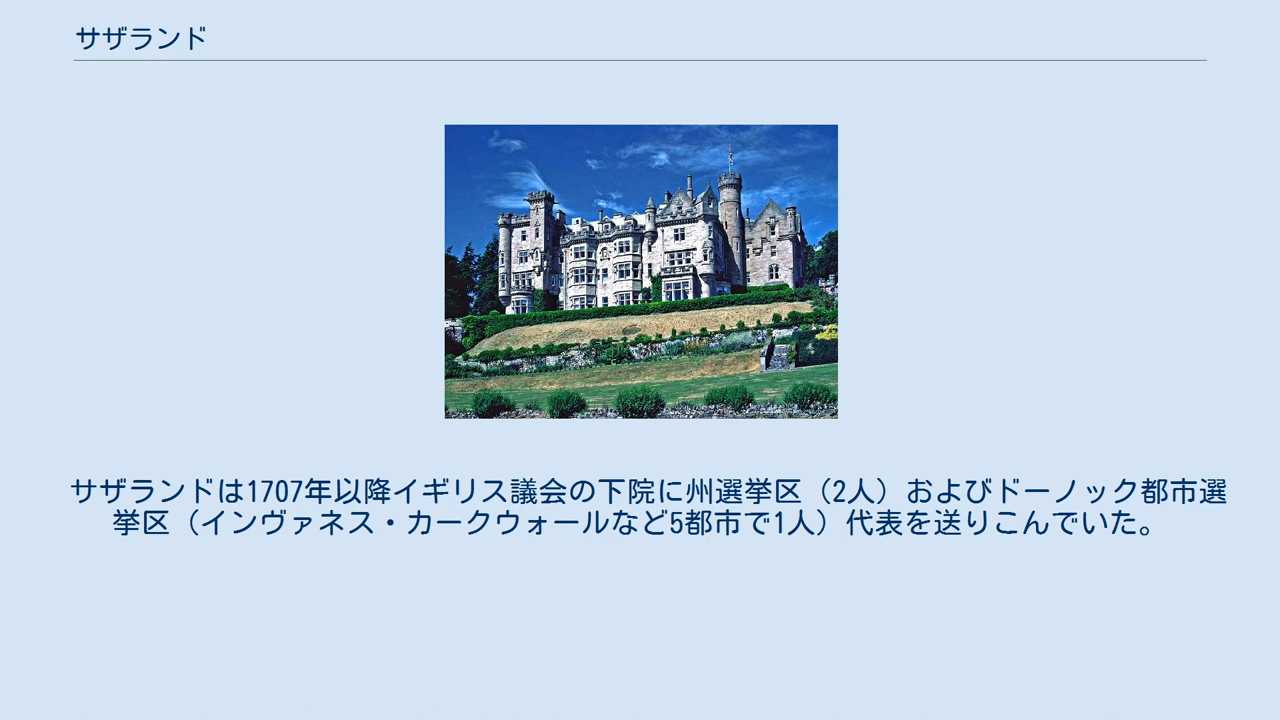 サザランド
サザランドは1707年以降イギリス議会の下院に州選挙区（2人）およびドーノック都市選
挙区（インヴァネス・カークウォールなど5都市で1人）代表を送りこんでいた。